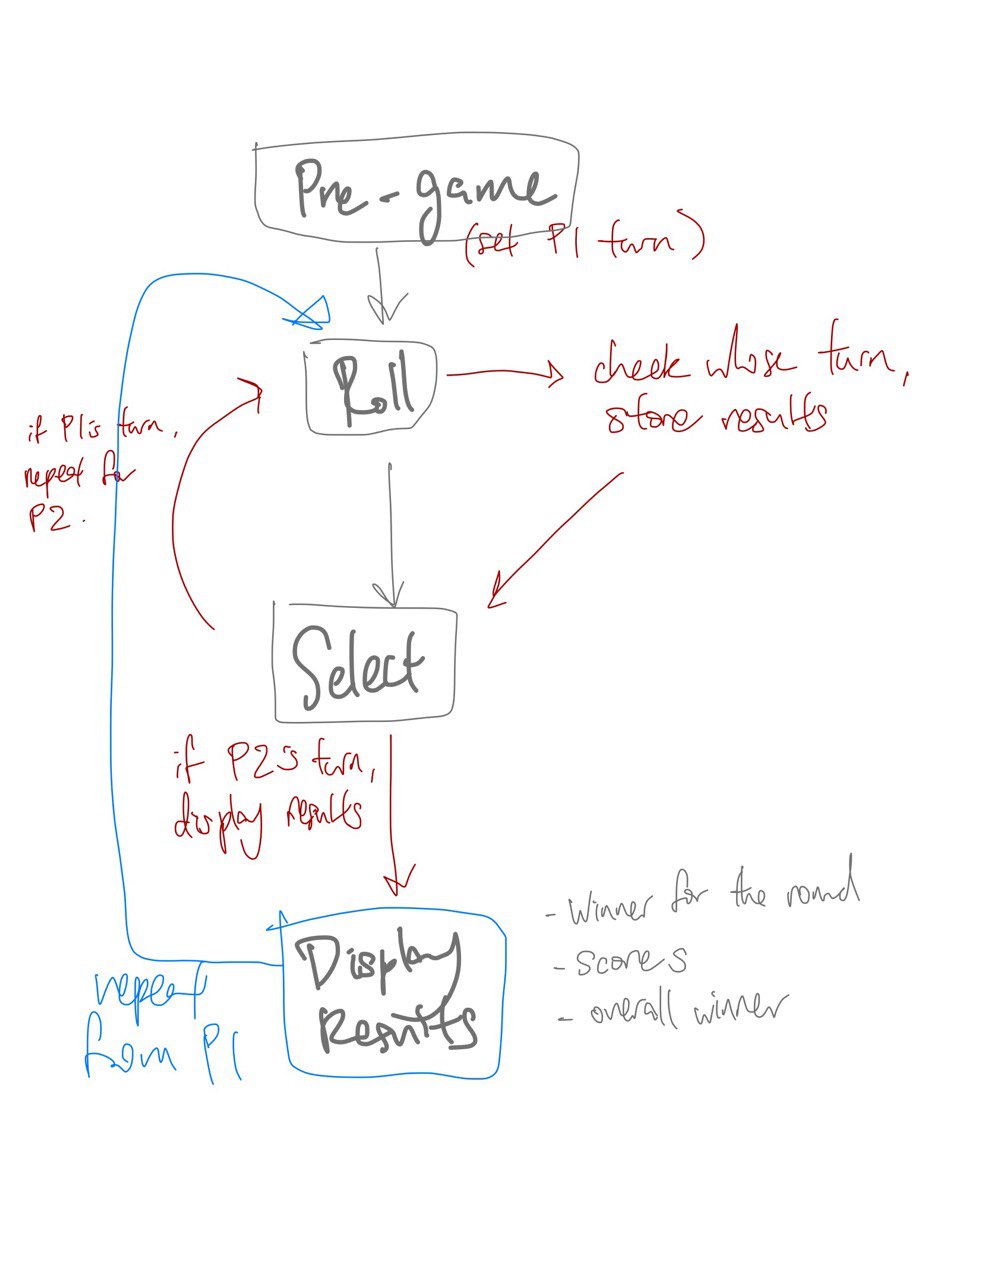 Pre-game
(set P1 turn)
Roll
check whose turn,
store results
if P1's turn,
repeat for
P2.
Select
if P2's turn,
display results
Display
Results
- Winner for the round
- scores
- overall winner
repeat
from P1